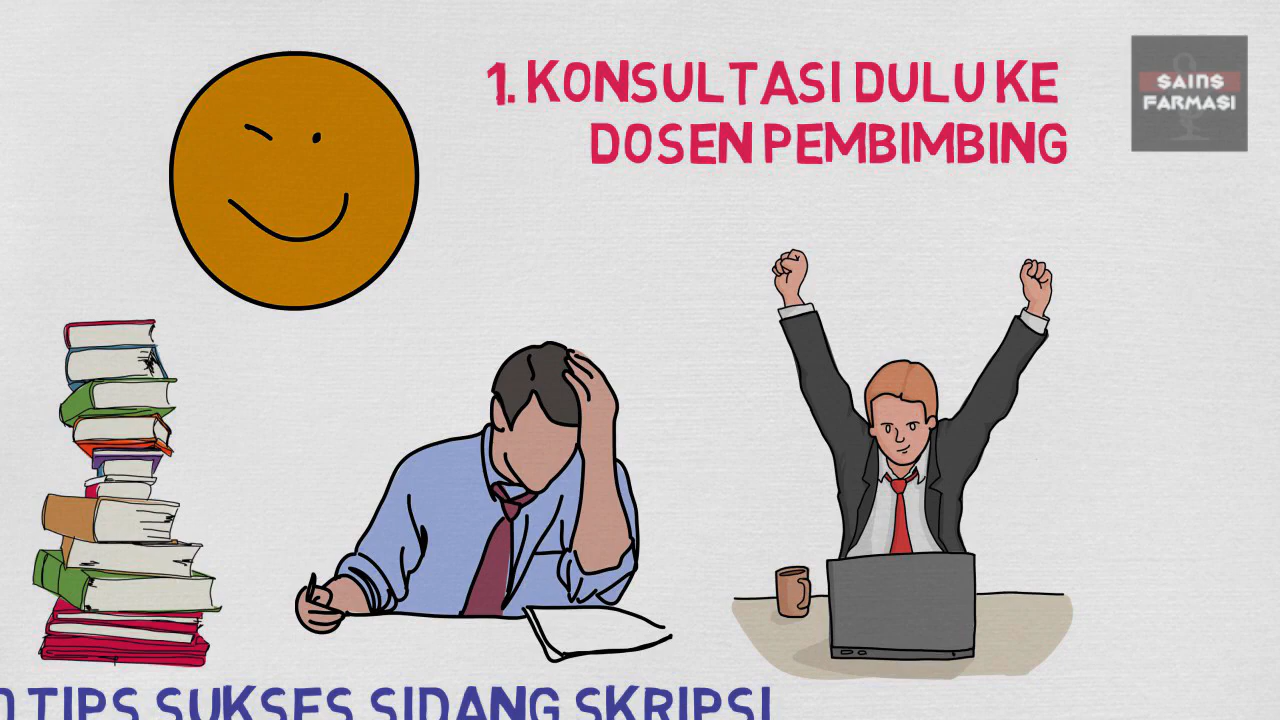 1. KONSULTASI DULU KE
DOSEN PEMBIMBING
SAINS
FARMASI
TIPS SUKSES SIDANG SKRIPSI